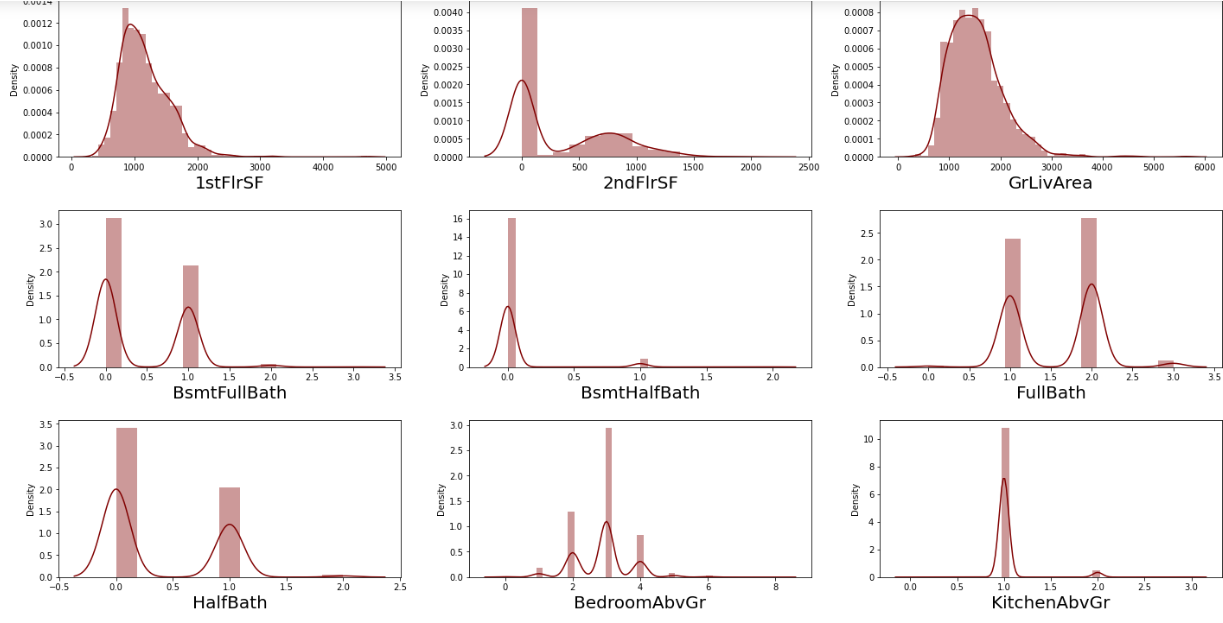 0.0014
0.0012
0.0010
0.0008
0.0006
0.0004
0.0002
0.0000
Density
0 1000 2000 3000 4000 5000
1stFlrSF
0.0040
0.0035
0.0030
0.0025
0.0020
0.0015
0.0010
0.0005
0.0000
Density
0 500 1000 1500 2000 2500
2ndFlrSF
0.0008
0.0007
0.0006
0.0005
0.0004
0.0003
0.0002
0.0001
0.0000
Density
0 1000 2000 3000 4000 5000 6000
GrLivArea
3.0
2.5
2.0
1.5
1.0
0.5
0.0
Density
−0.5 0.0 0.5 1.0 1.5 2.0 2.5 3.0 3.5
BsmtFullBath
16
14
12
10
8
6
4
2
0
Density
0.0 0.5 1.0 1.5 2.0
BsmtHalfBath
2.5
2.0
1.5
1.0
0.5
0.0
Density
−0.5 0.0 0.5 1.0 1.5 2.0 2.5 3.0 3.5
FullBath
3.5
3.0
2.5
2.0
1.5
1.0
0.5
0.0
Density
−0.5 0.0 0.5 1.0 1.5 2.0 2.5
HalfBath
3.0
2.5
2.0
1.5
1.0
0.5
0.0
Density
0 2 4 6 8
BedroomAbvGr
10
8
6
4
2
0
Density
0.0 0.5 1.0 1.5 2.0 2.5 3.0
KitchenAbvGr